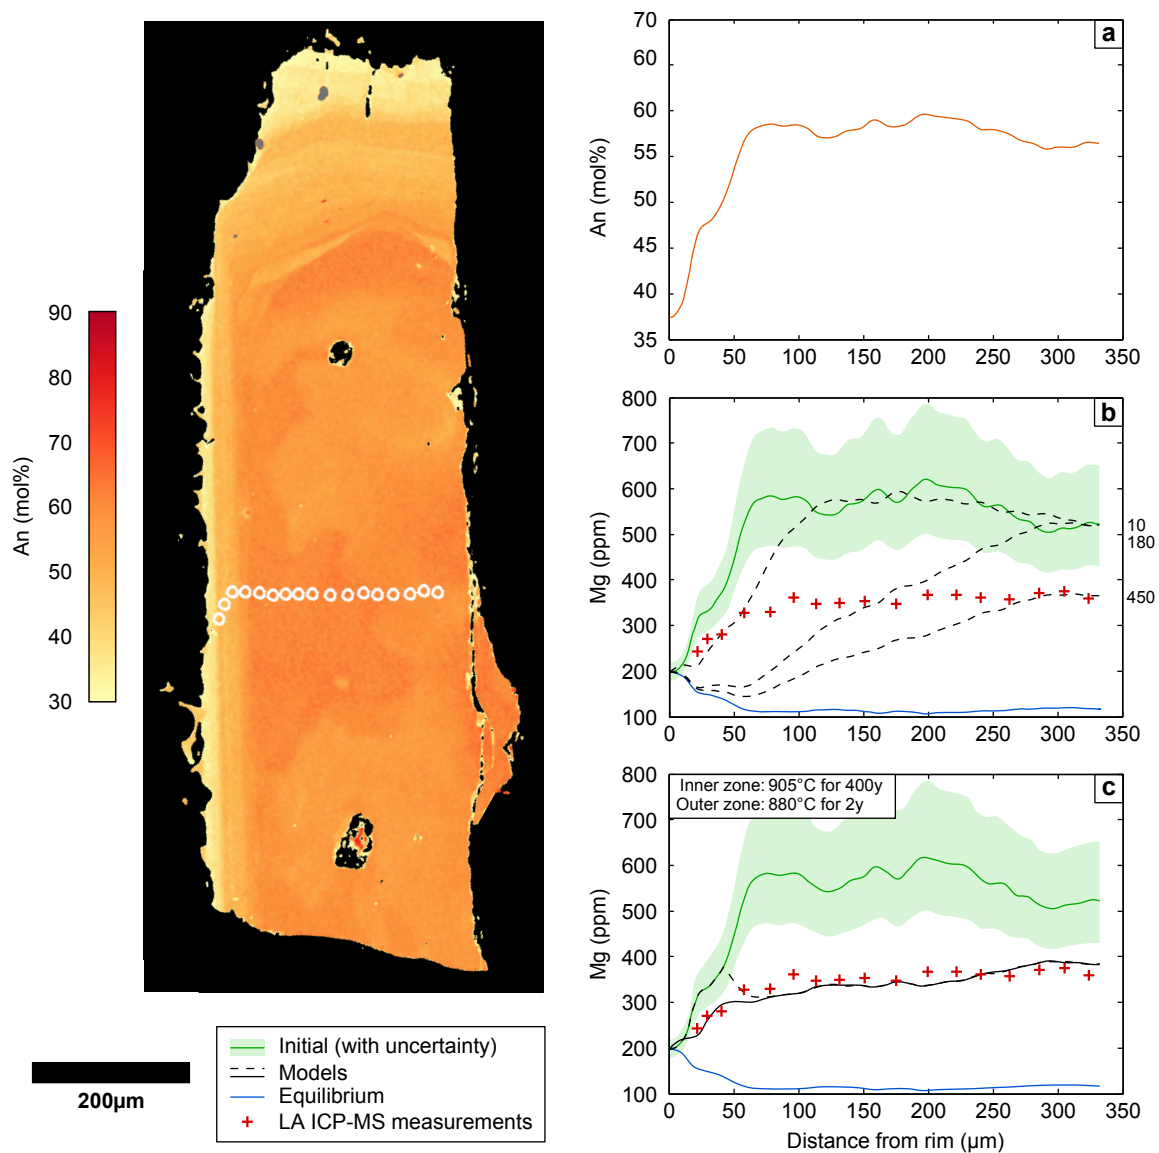 90
80
70
60
50
40
30
An (mol%)
200µm
Initial (with uncertainty)
Models
Equilibrium
LA ICP-MS measurements
a
70
60
60
55
50
45
40
35
An (mol%)
0 50 100 150 200 250 300 350
b
800
700
600
500
400
300
200
100
Mg (ppm)
10
180
450
0 50 100 150 200 250 300 350
c
Inner zone: 905°C for 400y
Outer zone: 880°C for 2y
800
700
600
500
400
300
200
100
Mg (ppm)
0 50 100 150 200 250 300 350
Distance from rim (µm)